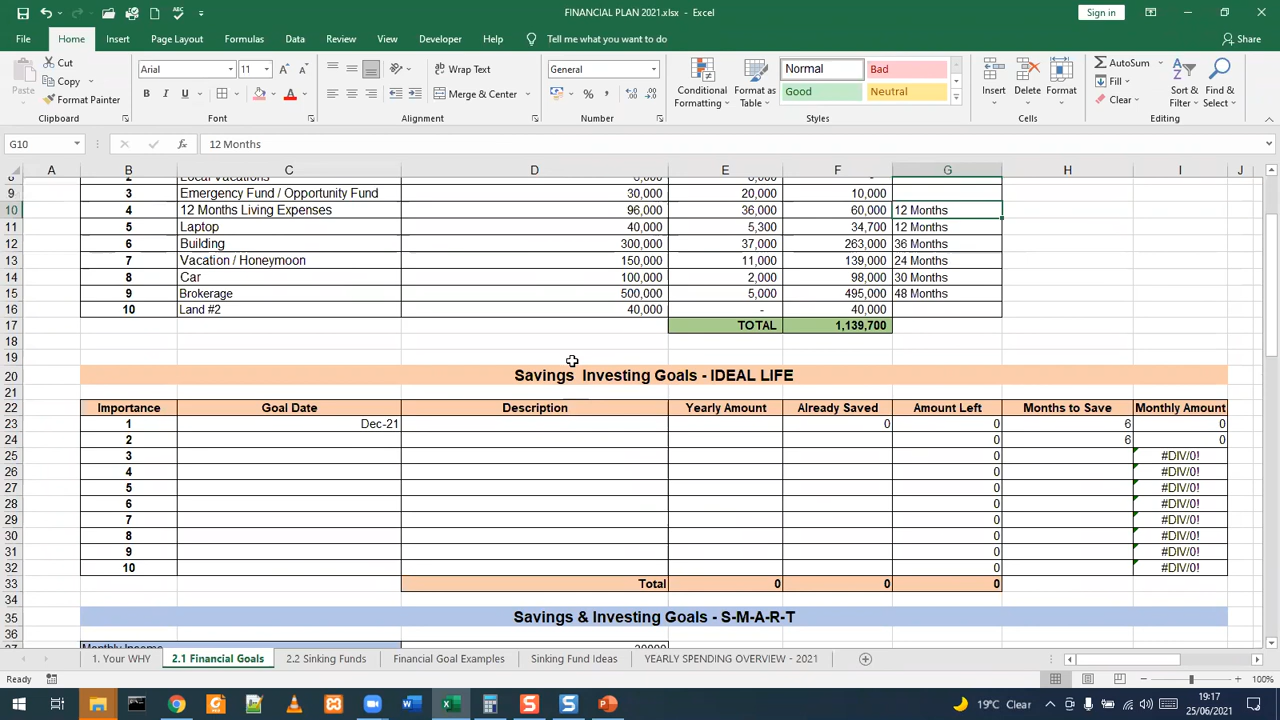 FINANCIAL PLAN 2021.xlsx - Excel
Sign in
File Home Insert Page Layout Formulas Data Review View Developer Help Tell me what you want to do Share
Paste
Cut
Copy
Format Painter
Clipboard
Arial 11
B I U
Font
Wrap Text
Merge & Center
Alignment
General
Number
Conditional Formatting
Format as Table
Normal Bad
Good Neutral
Styles
Insert Delete Format
Cells
AutoSum
Fill
Clear
Sort & Filter
Find & Select
Editing
G10 fx 12 Months
A B C D E F G H I J
8 2 Local Vacations
9 3 Emergency Fund / Opportunity Fund 30,000 20,000 10,000
10 4 12 Months Living Expenses 96,000 36,000 60,000 12 Months
11 5 Laptop 40,000 5,300 34,700 12 Months
12 6 Building 300,000 37,000 263,000 36 Months
13 7 Vacation / Honeymoon 150,000 11,000 139,000 24 Months
14 8 Car 100,000 2,000 98,000 30 Months
15 9 Brokerage 500,000 5,000 495,000 48 Months
16 10 Land #2 40,000 - 40,000
17 TOTAL 1,139,700
18
19
20 Savings Investing Goals - IDEAL LIFE
21
22 Importance Goal Date Description Yearly Amount Already Saved Amount Left Months to Save Monthly Amount
23 1 Dec-21 0 0 6 0
24 2 0 6 0
25 3 0 #DIV/0!
26 4 0 #DIV/0!
27 5 0 #DIV/0!
28 6 0 #DIV/0!
29 7 0 #DIV/0!
30 8 0 #DIV/0!
31 9 0 #DIV/0!
32 10 0 #DIV/0!
33 Total 0 0 0
34
35 Savings & Investing Goals - S-M-A-R-T
36
37 Monthly Income
1. Your WHY 2.1 Financial Goals 2.2 Sinking Funds Financial Goal Examples Sinking Fund Ideas YEARLY SPENDING OVERVIEW - 2021
Ready 100%
19°C Clear 19:17
25/06/2021